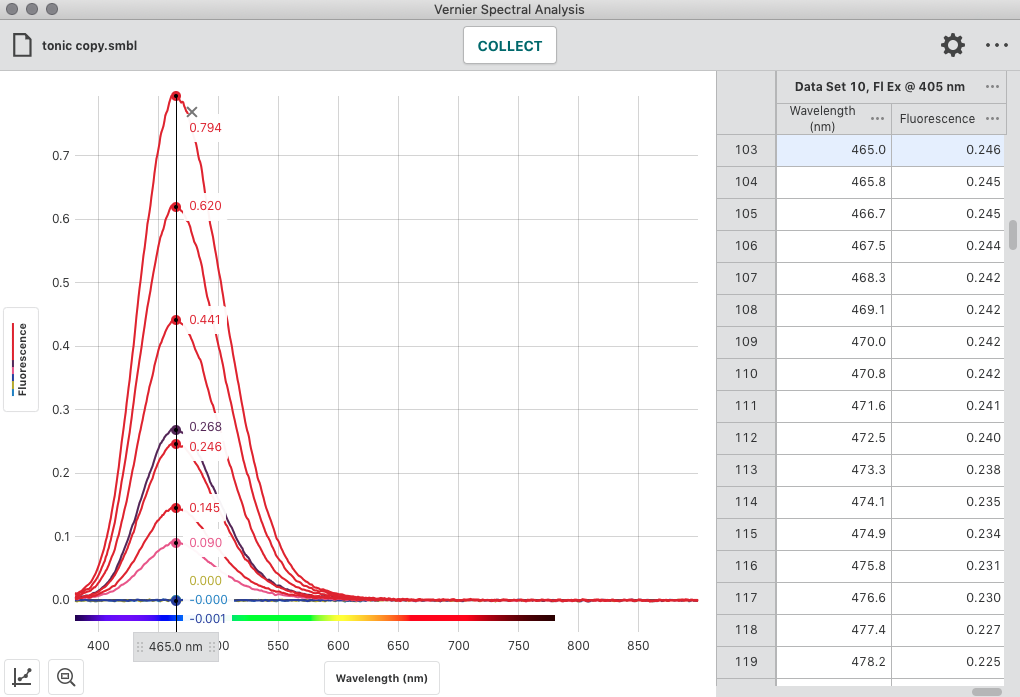 Vernier Spectral Analysis
tonic copy.smbl
COLLECT
Data Set 10, Fl Ex @ 405 nm
Wavelength (nm) Fluorescence
103 465.0 0.246
104 465.8 0.245
105 466.7 0.245
106 467.5 0.244
107 468.3 0.242
108 469.1 0.242
109 470.0 0.242
110 470.8 0.242
111 471.6 0.241
112 472.5 0.240
113 473.3 0.238
114 474.1 0.235
115 474.9 0.234
116 475.8 0.231
117 476.6 0.230
118 477.4 0.227
119 478.2 0.225
Fluorescence
0.7
0.6
0.5
0.4
0.3
0.2
0.1
0.0
0.794
0.620
0.441
0.268
0.246
0.145
0.090
0.000
-0.000
-0.001
400 465.0 nm 00 550 600 650 700 750 800 850
Wavelength (nm)